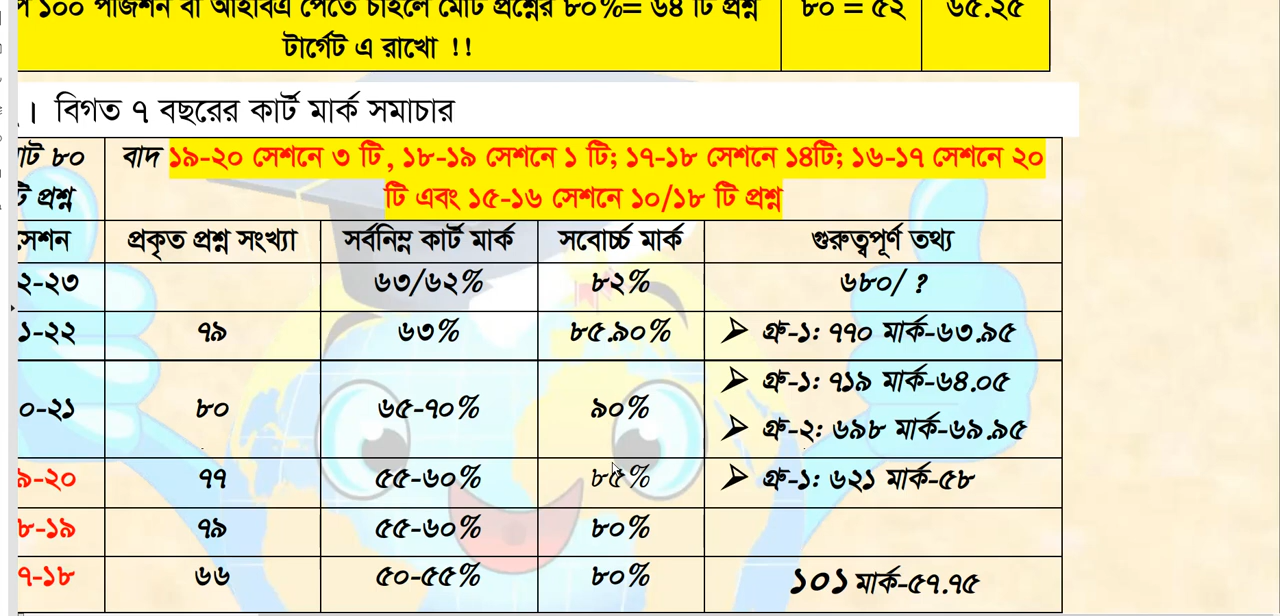 ১০০ পজিশন বা আইবিএ পেতে চাইলে মোট প্রশ্নের ৮০%= ৬৪ টি প্রশ্ন
টার্গেট এ রাখো !!
৮০ = ৫২
৬৫.২৫
। বিগত ৭ বছরের কার্ট মার্ক সমাচার
৮০
বাদ ১৯-২০ সেশনে ৩ টি, ১৮-১৯ সেশনে ১ টি; ১৭-১৮ সেশনে ১৪টি; ১৬-১৭ সেশনে ২০
প্রশ্ন
টি এবং ১৫-১৬ সেশনে ১০/১৮ টি প্রশ্ন
সেশন প্রকৃত প্রশ্ন সংখ্যা সর্বনিম্ন কার্ট মার্ক সবোর্চ্চ মার্ক গুরুত্বপূর্ণ তথ্য
২-২৩ ৬৩/৬২% ৮২% ৬৮০/ ?
১-২২ ৭৯ ৬৩% ৮৫.৯০% ➢ গ্রু-১: ৭৭০ মার্ক-৬৩.৯৫
০-২১ ৮০ ৬৫-৭০% ৯০% ➢ গ্রু-১: ৭১৯ মার্ক-৬৪.০৫
➢ গ্রু-২: ৬৯৮ মার্ক-৬৯.৯৫
৯-২০ ৭৭ ৫৫-৬০% ৮৫% ➢ গ্রু-১: ৬২১ মার্ক-৫৮
৮-১৯ ৭৯ ৫৫-৬০% ৮০%
৭-১৮ ৬৬ ৫০-৫৫% ৮০% ১০১ মার্ক-৫৭.৭৫